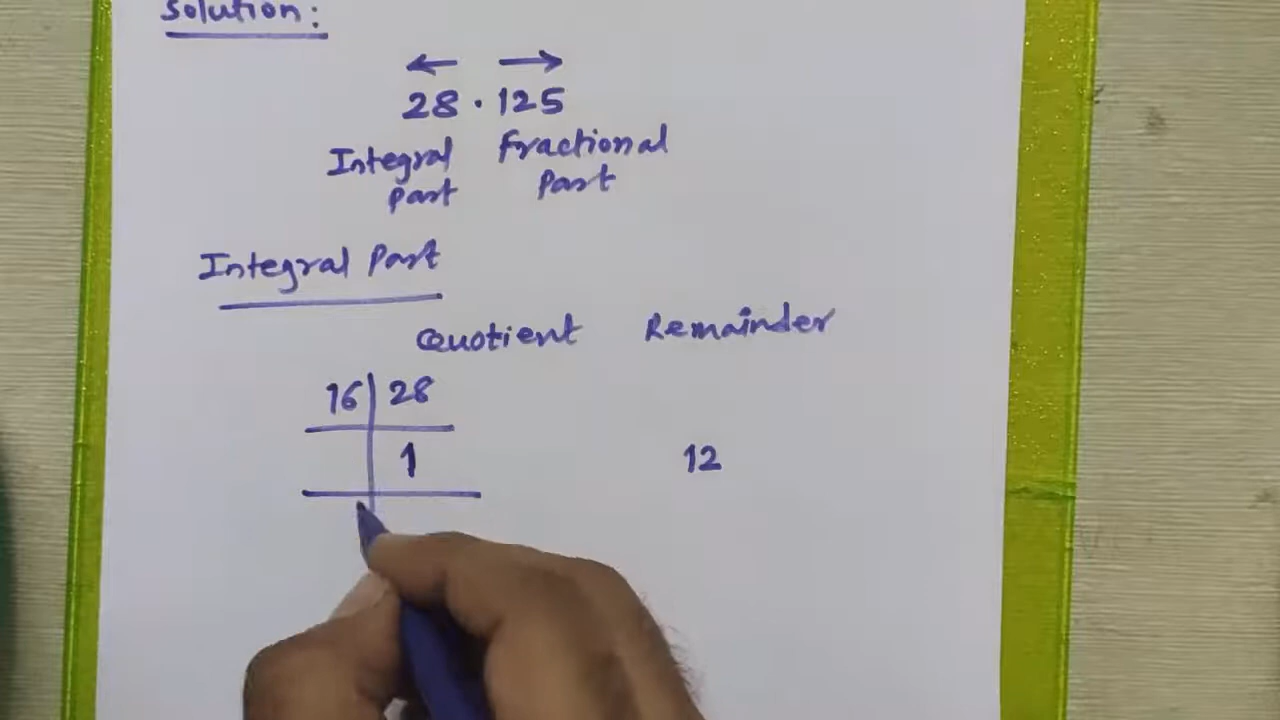 Solution:
← →
28.125
Integral Fractional
Part Part
Integral Part
Quotient Remainder
16 28
1 12